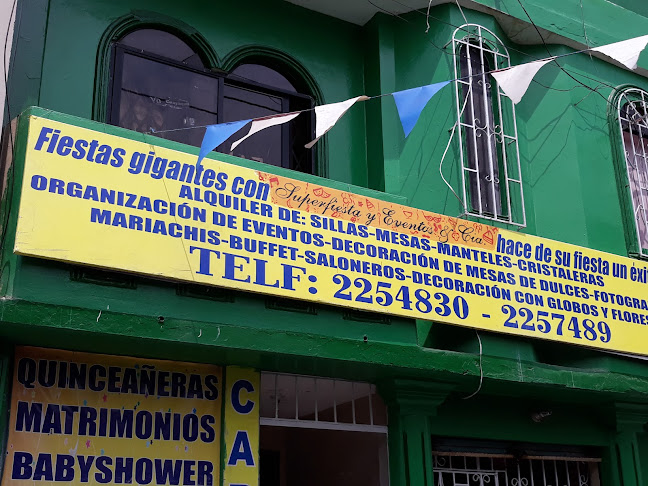 Fiestas gigantes con Superfiesta y Eventos & Cia hace de su fiesta un éxi
ALQUILER DE: SILLAS-MESAS-MANTELES-CRISTALERAS
ORGANIZACIÓN DE EVENTOS-DECORACIÓN DE MESAS DE DULCES-FOTOGRA
MARIACHIS-BUFFET-SALONEROS-DECORACIÓN CON GLOBOS Y FLORES
TELF: 2254830 - 2257489
QUINCEAÑERAS
MATRIMONIOS
BABYSHOWER
CA